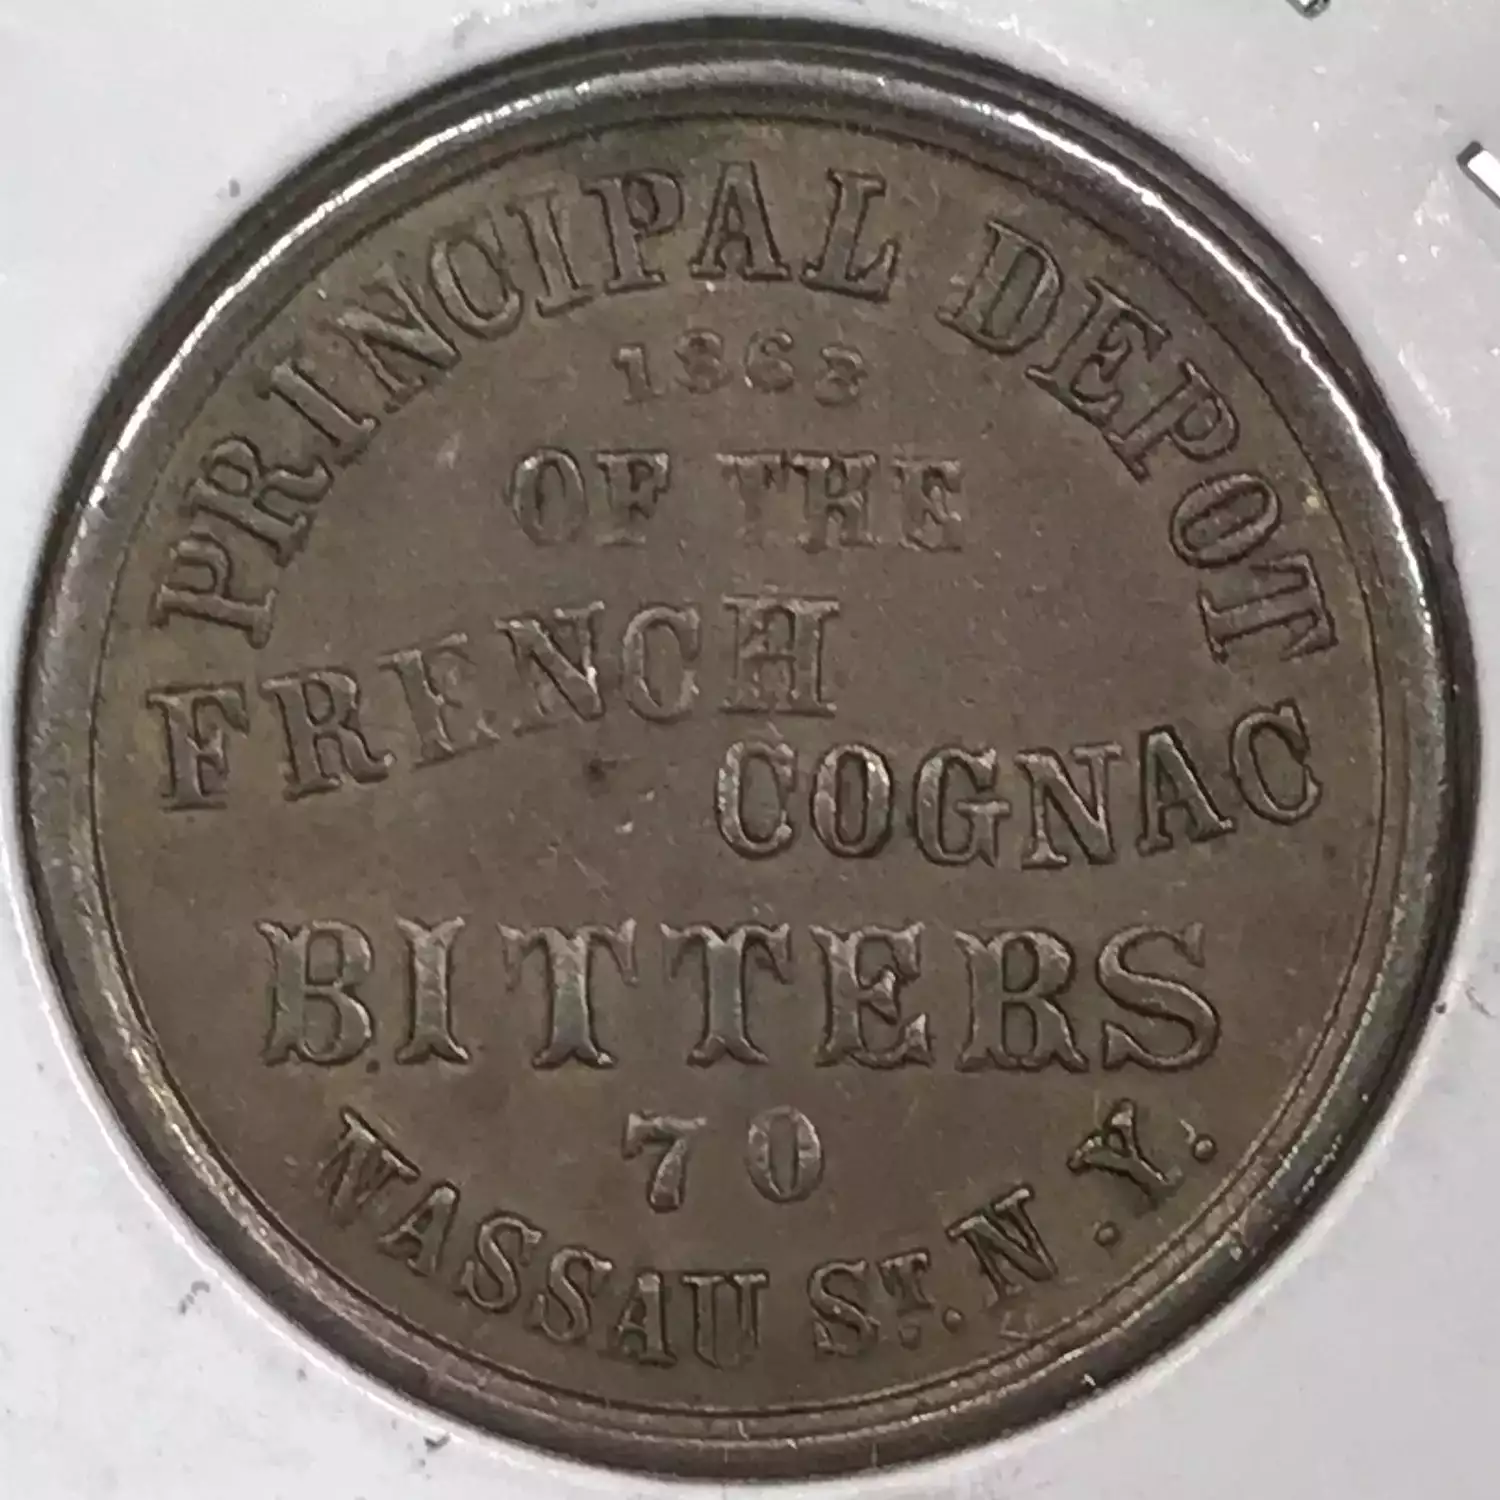 PRINCIPAL DEPOT
1863
OF THE
FRENCH
COGNAC
BITTERS
70
NASSAU ST. N.Y.